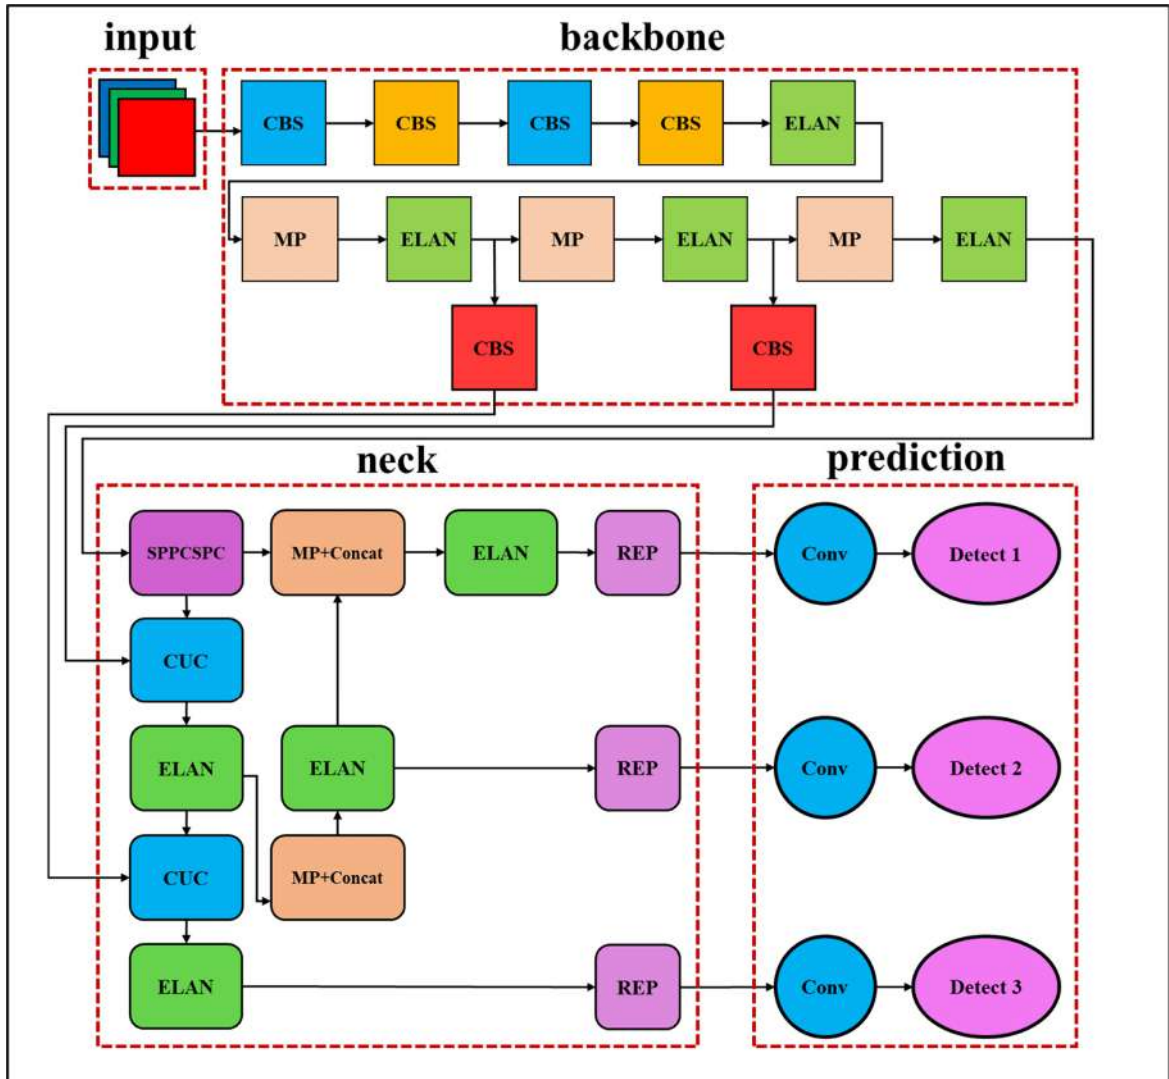 input backbone
CBS CBS CBS CBS ELAN
MP ELAN MP ELAN MP ELAN
CBS CBS
neck prediction
SPPCSPC MP+Concat ELAN REP Conv Detect 1
CUC
ELAN ELAN REP Conv Detect 2
CUC MP+Concat
ELAN REP Conv Detect 3